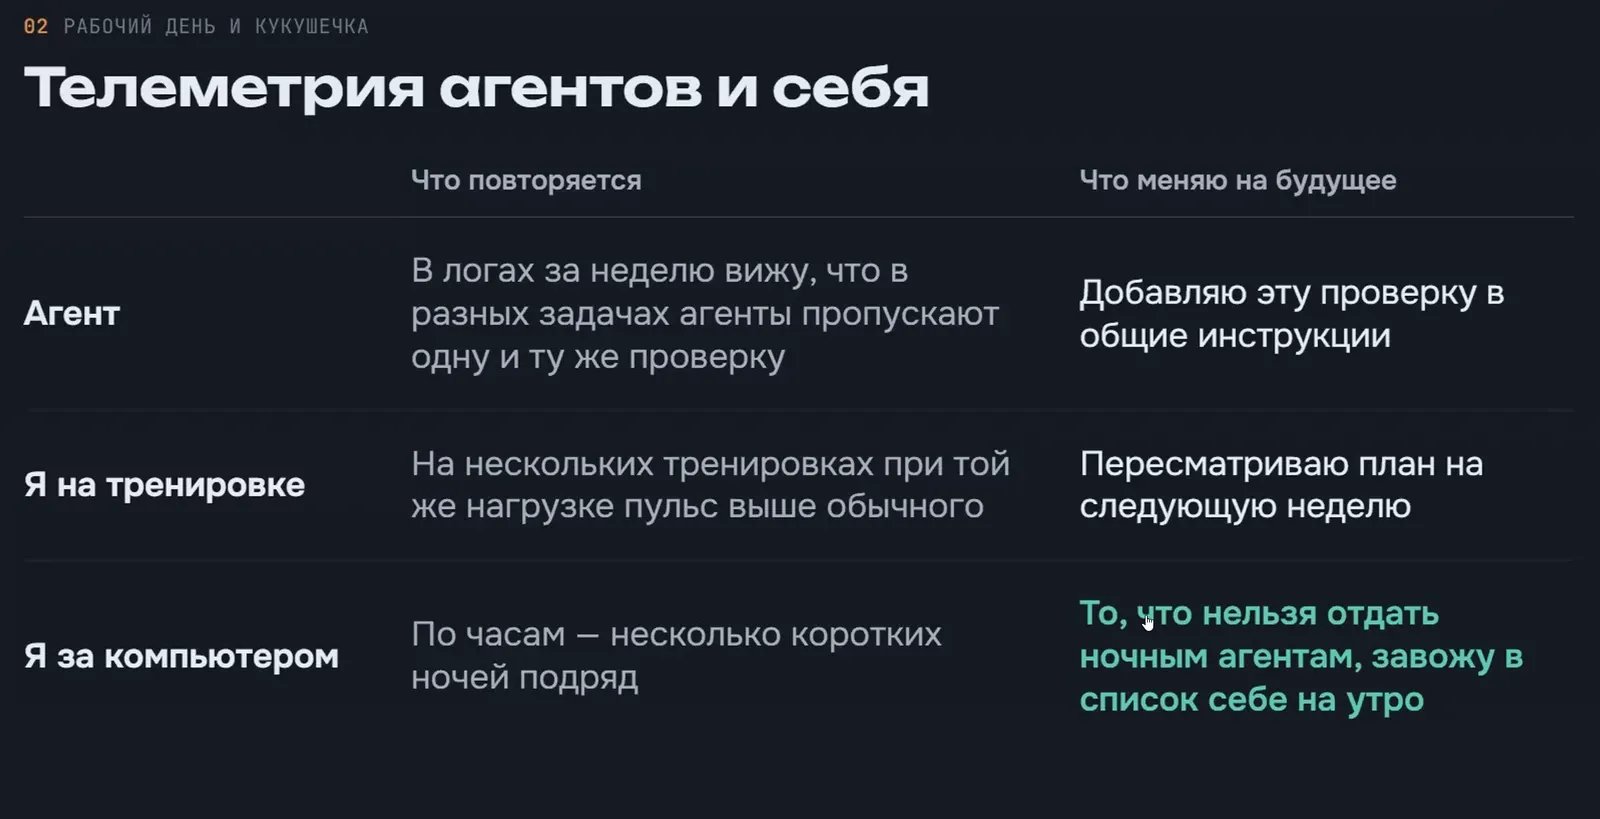 02 РАБОЧИЙ ДЕНЬ И КУКУШЕЧКА
Телеметрия агентов и себя
Что повторяется
Что меняю на будущее
Агент
В логах за неделю вижу, что в
разных задачах агенты пропускают
одну и ту же проверку
Добавляю эту проверку в
общие инструкции
Я на тренировке
На нескольких тренировках при той
же нагрузке пульс выше обычного
Пересматриваю план на
следующую неделю
Я за компьютером
По часам — несколько коротких
ночей подряд
То, что нельзя отдать
ночным агентам, завожу в
список себе на утро